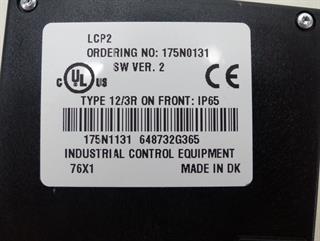 LCP2
ORDERING NO: 175N0131
SW VER. 2
C UL US
CE
TYPE 12/3R ON FRONT: IP65
175N1131 648732G365
INDUSTRIAL CONTROL EQUIPMENT
76X1 MADE IN DK